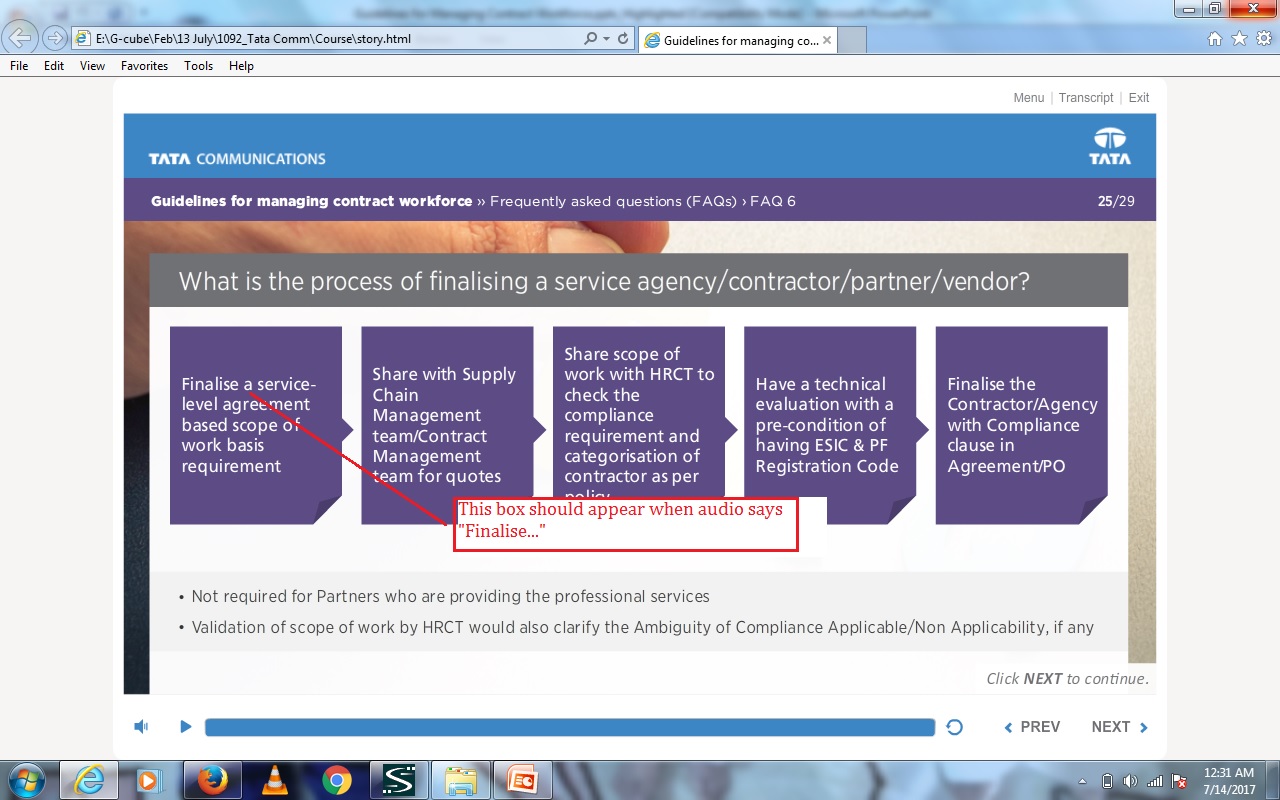 E:\G-cube\Feb\13 July\1092_Tata Comm\Course\story.html
Guidelines for managing co...
File Edit View Favorites Tools Help
Menu | Transcript | Exit
TATA COMMUNICATIONS
TATA
Guidelines for managing contract workforce ›› Frequently asked questions (FAQs) › FAQ 6
25/29
What is the process of finalising a service agency/contractor/partner/vendor?
Finalise a service-
level agreement
based scope of
work basis
requirement
Share with Supply
Chain
Management
team/Contract
Management
team for quotes
Share scope of
work with HRCT to
check the
compliance
requirement and
categorisation of
contractor as per
policy
Have a technical
evaluation with a
pre-condition of
having ESIC & PF
Registration Code
Finalise the
Contractor/Agency
with Compliance
clause in
Agreement/PO
This box should appear when audio says
"Finalise..."
• Not required for Partners who are providing the professional services
• Validation of scope of work by HRCT would also clarify the Ambiguity of Compliance Applicable/Non Applicability, if any
Click NEXT to continue.
PREV
NEXT
12:31 AM
7/14/2017